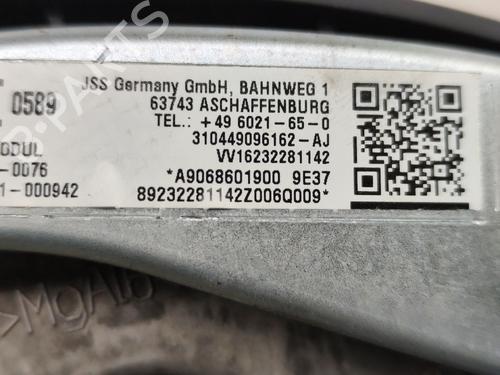 JSS Germany GmbH, BAHNWEG 1
0589 63743 ASCHAFFENBURG
TEL.: +49 6021-65-0
310449096162-AJ
ODUL VV16232281142
-0076 *A9068601900 9E37
1-000942 89232281142Z006Q009*
>MgAl6